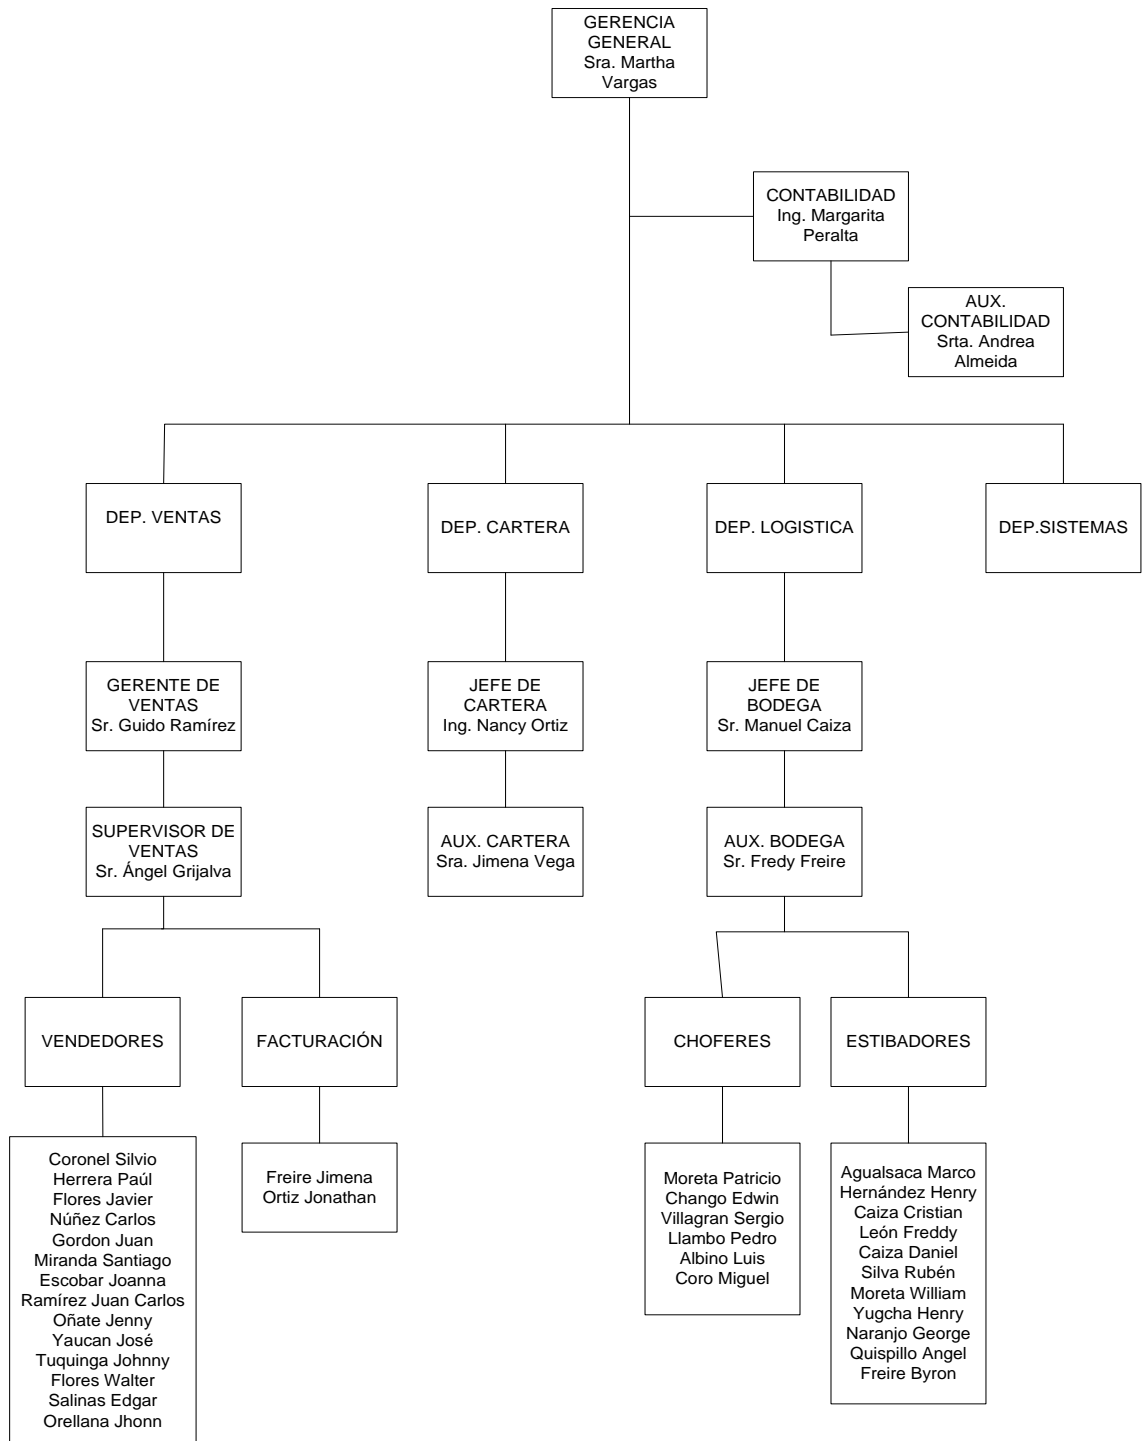 GERENCIA
GENERAL
Sra. Martha
Vargas
CONTABILIDAD
Ing. Margarita
Peralta
AUX.
CONTABILIDAD
Srta. Andrea
Almeida
DEP. VENTAS
DEP. CARTERA
DEP. LOGISTICA
DEP.SISTEMAS
GERENTE DE
VENTAS
Sr. Guido Ramírez
JEFE DE
CARTERA
Ing. Nancy Ortiz
JEFE DE
BODEGA
Sr. Manuel Caiza
SUPERVISOR DE
VENTAS
Sr. Ángel Grijalva
AUX. CARTERA
Sra. Jimena Vega
AUX. BODEGA
Sr. Fredy Freire
VENDEDORES
FACTURACIÓN
CHOFERES
ESTIBADORES
Coronel Silvio
Herrera Paúl
Flores Javier
Núñez Carlos
Gordon Juan
Miranda Santiago
Escobar Joanna
Ramírez Juan Carlos
Oñate Jenny
Yaucan José
Tuquinga Johnny
Flores Walter
Salinas Edgar
Orellana Jhonn
Freire Jimena
Ortiz Jonathan
Moreta Patricio
Chango Edwin
Villagran Sergio
Llambo Pedro
Albino Luis
Coro Miguel
Agualsaca Marco
Hernández Henry
Caiza Cristian
León Freddy
Caiza Daniel
Silva Rubén
Moreta William
Yugcha Henry
Naranjo George
Quispillo Angel
Freire Byron